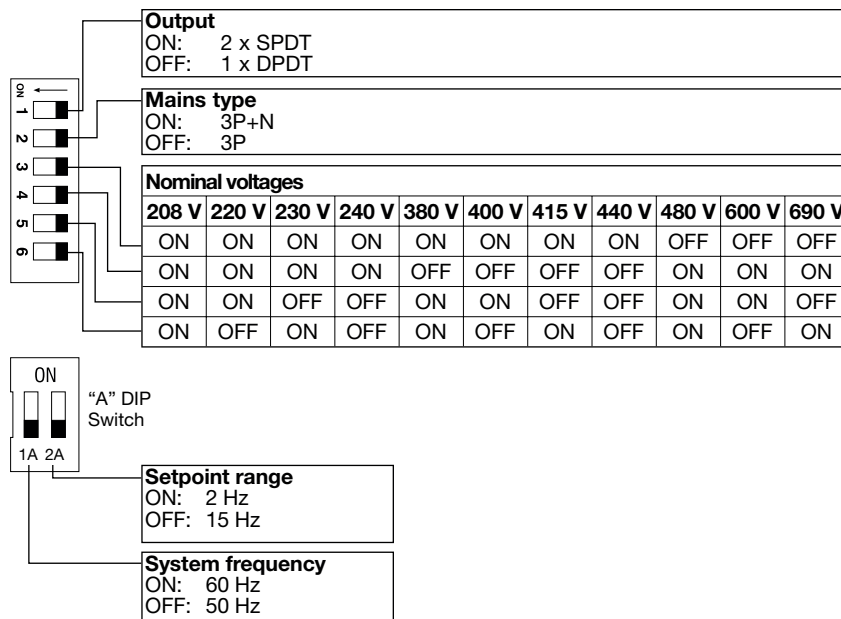 Output
ON: 2 x SPDT
OFF: 1 x DPDT
ON
1
2
3
4
5
6
Mains type
ON: 3P+N
OFF: 3P
Nominal voltages
208 V 220 V 230 V 240 V 380 V 400 V 415 V 440 V 480 V 600 V 690 V
ON ON ON ON ON ON ON ON OFF OFF OFF
ON ON ON ON OFF OFF OFF OFF ON ON ON
ON ON OFF OFF ON ON OFF OFF ON ON OFF
ON OFF ON OFF ON OFF ON OFF ON OFF ON
ON
“A” DIP
Switch
1A 2A
Setpoint range
ON: 2 Hz
OFF: 15 Hz
System frequency
ON: 60 Hz
OFF: 50 Hz